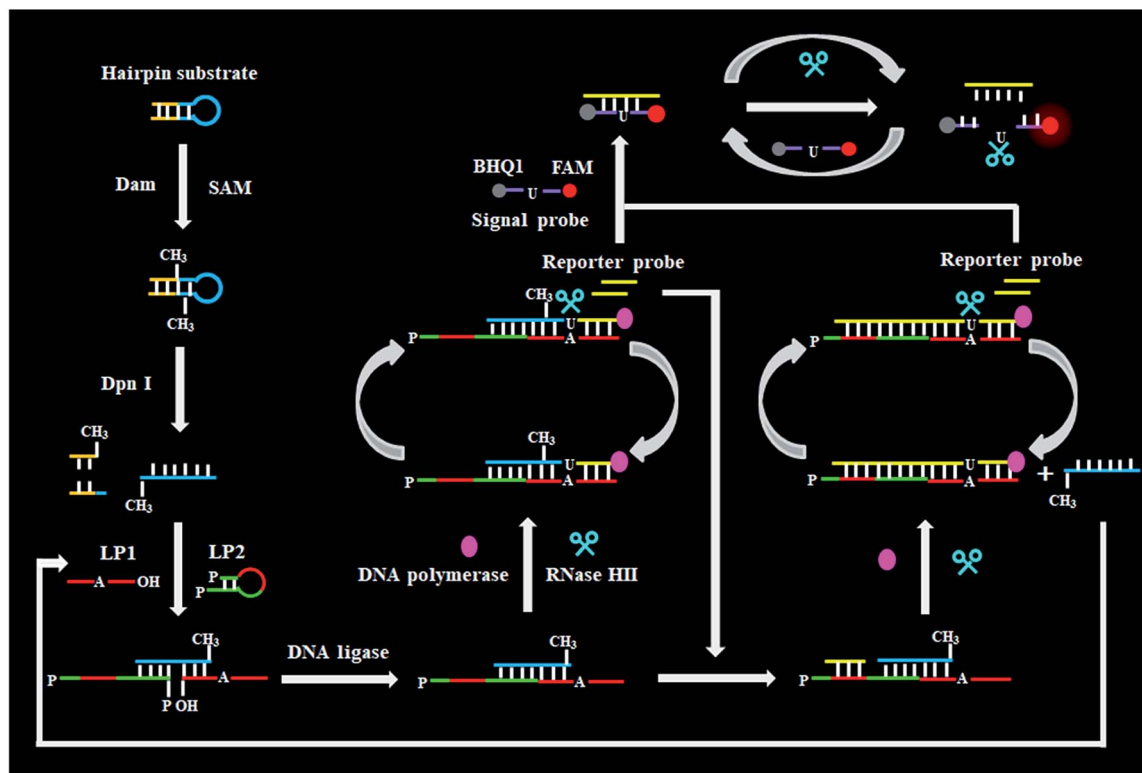 Hairpin substrate
Dam
SAM
CH3
CH3
Dpn I
CH3
CH3
LP1
LP2
A
OH
P
P
CH3
P
A
P
OH
DNA ligase
CH3
P
A
DNA polymerase
RNase HII
CH3
U
P
A
CH3
U
P
A
Reporter probe
BHQ1
FAM
U
Signal probe
U
U
U
Reporter probe
U
P
A
U
P
A
+
CH3
CH3
P
A